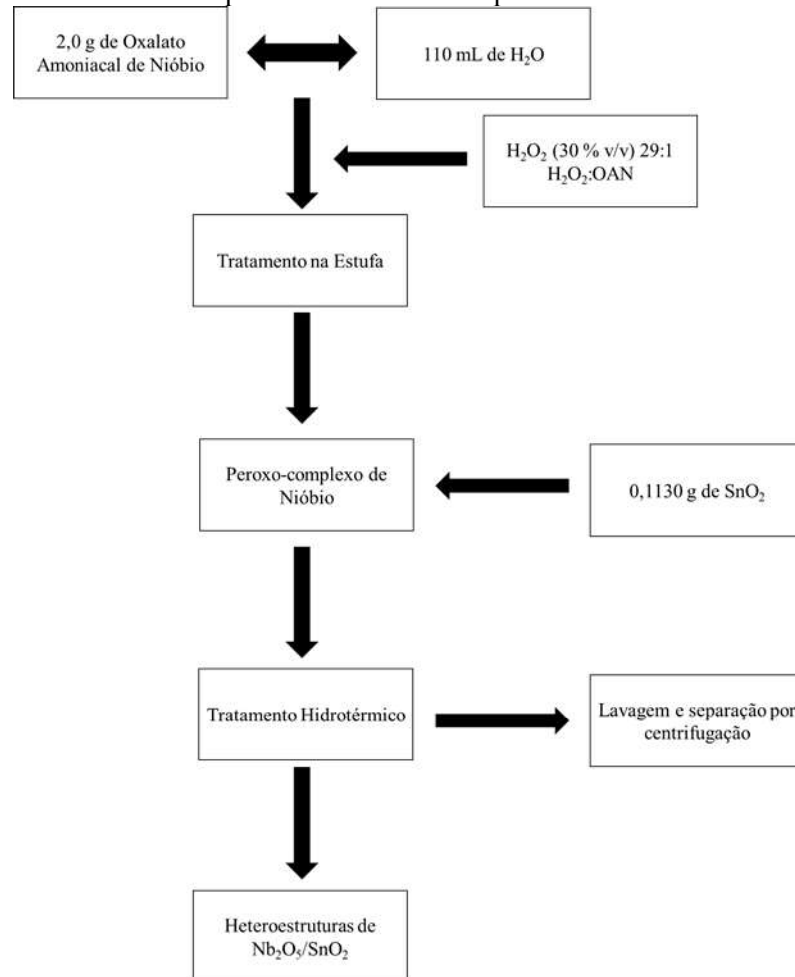 2,0 g de Oxalato
Amoniacal de Nióbio
110 mL de H₂O
H₂O₂ (30 % v/v) 29:1
H₂O₂:OAN
Tratamento na Estufa
Peroxo-complexo de
Nióbio
0,1130 g de SnO₂
Tratamento Hidrotérmico
Lavagem e separação por
centrifugação
Heteroestruturas de
Nb₂O₅/SnO₂